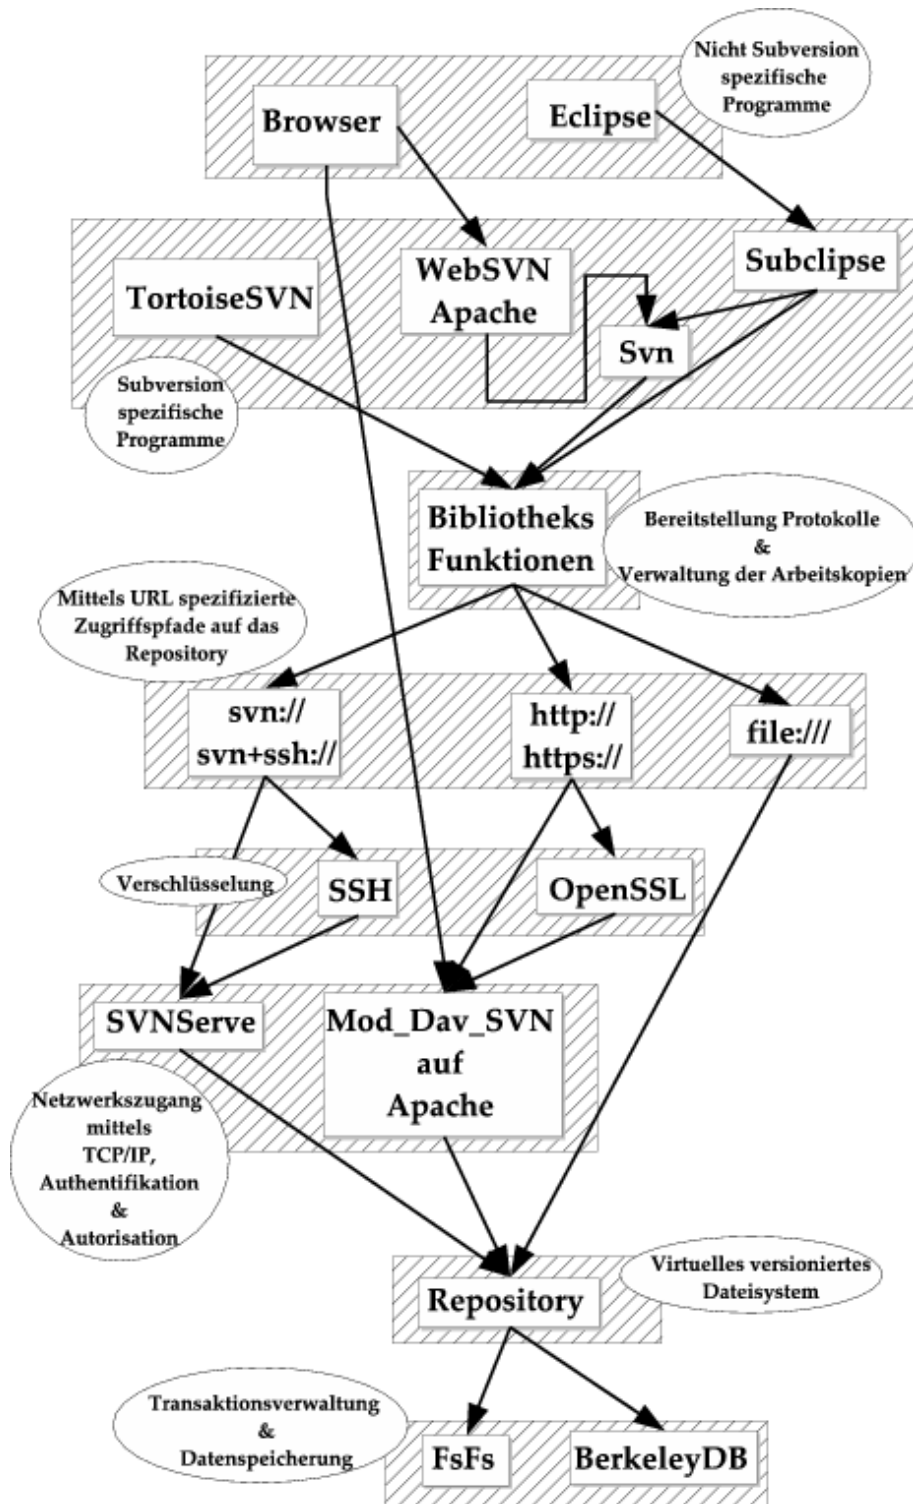 Nicht Subversion
spezifische
Programme
Browser
Eclipse
WebSVN
Apache
Subclipse
TortoiseSVN
Svn
Subversion
spezifische
Programme
Bibliotheks
Funktionen
Bereitstellung Protokolle
&
Verwaltung der Arbeitskopien
Mittels URL spezifizierte
Zugriffspfade auf das
Repository
svn://
svn+ssh://
http://
https://
file:///
Verschlüsselung
SSH
OpenSSL
SVNServe
Mod_Dav_SVN
auf
Apache
Netzwerkszugang
mittels
TCP/IP,
Authentifikation
&
Autorisation
Repository
Virtuelles versioniertes
Dateisystem
Transaktionsverwaltung
&
Datenspeicherung
FsFs
BerkeleyDB